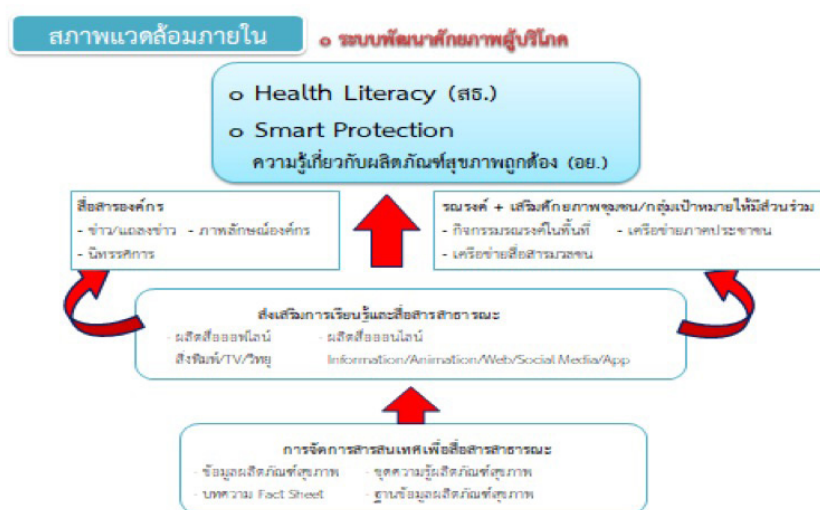 สภาพแวดล้อมภายใน
o ระบบพัฒนาศักยภาพผู้บริโภค
o Health Literacy (สธ.)
o Smart Protection
ความรู้เกี่ยวกับผลิตภัณฑ์สุขภาพถูกต้อง (อย.)
สื่อสารองค์กร
- ข่าว/แถลงข่าว - ภาพลักษณ์องค์กร
- นิทรรศการ
รณรงค์ + เสริมศักยภาพชุมชน/กลุ่มเป้าหมายให้มีส่วนร่วม
- กิจกรรมรณรงค์ในพื้นที่ - เครือข่ายภาคประชาชน
- เครือข่ายสื่อสารมวลชน
ส่งเสริมการเรียนรู้และสื่อสารสาธารณะ
- ผลิตสื่อออฟไลน์ - ผลิตสื่อออนไลน์
สิ่งพิมพ์/TV/วิทยุ Information/Animation/Web/Social Media/App
การจัดการสารสนเทศเพื่อสื่อสารสาธารณะ
- ข้อมูลผลิตภัณฑ์สุขภาพ - ชุดความรู้ผลิตภัณฑ์สุขภาพ
- บทความ Fact Sheet - ฐานข้อมูลผลิตภัณฑ์สุขภาพ